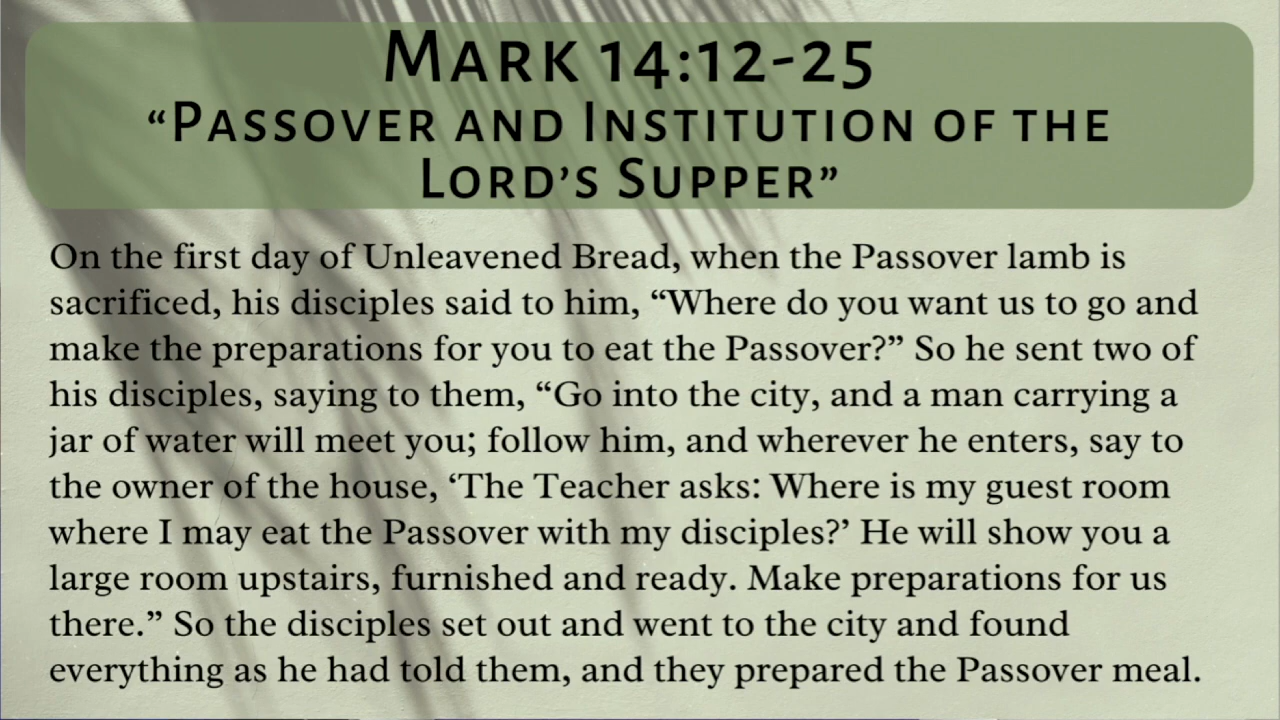 Mark 14:12-25
“Passover and Institution of the
Lord’s Supper”
On the first day of Unleavened Bread, when the Passover lamb is
sacrificed, his disciples said to him, “Where do you want us to go and
make the preparations for you to eat the Passover?” So he sent two of
his disciples, saying to them, “Go into the city, and a man carrying a
jar of water will meet you; follow him, and wherever he enters, say to
the owner of the house, ‘The Teacher asks: Where is my guest room
where I may eat the Passover with my disciples?’ He will show you a
large room upstairs, furnished and ready. Make preparations for us
there.” So the disciples set out and went to the city and found
everything as he had told them, and they prepared the Passover meal.